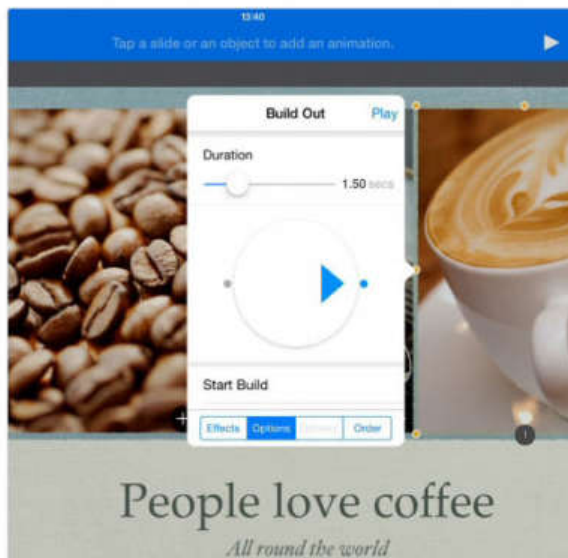 13:40
Tap a slide or an object to add an animation.
Build Out Play
Duration
1.50 secs
Start Build
Effects Options Order
People love coffee
All round the world